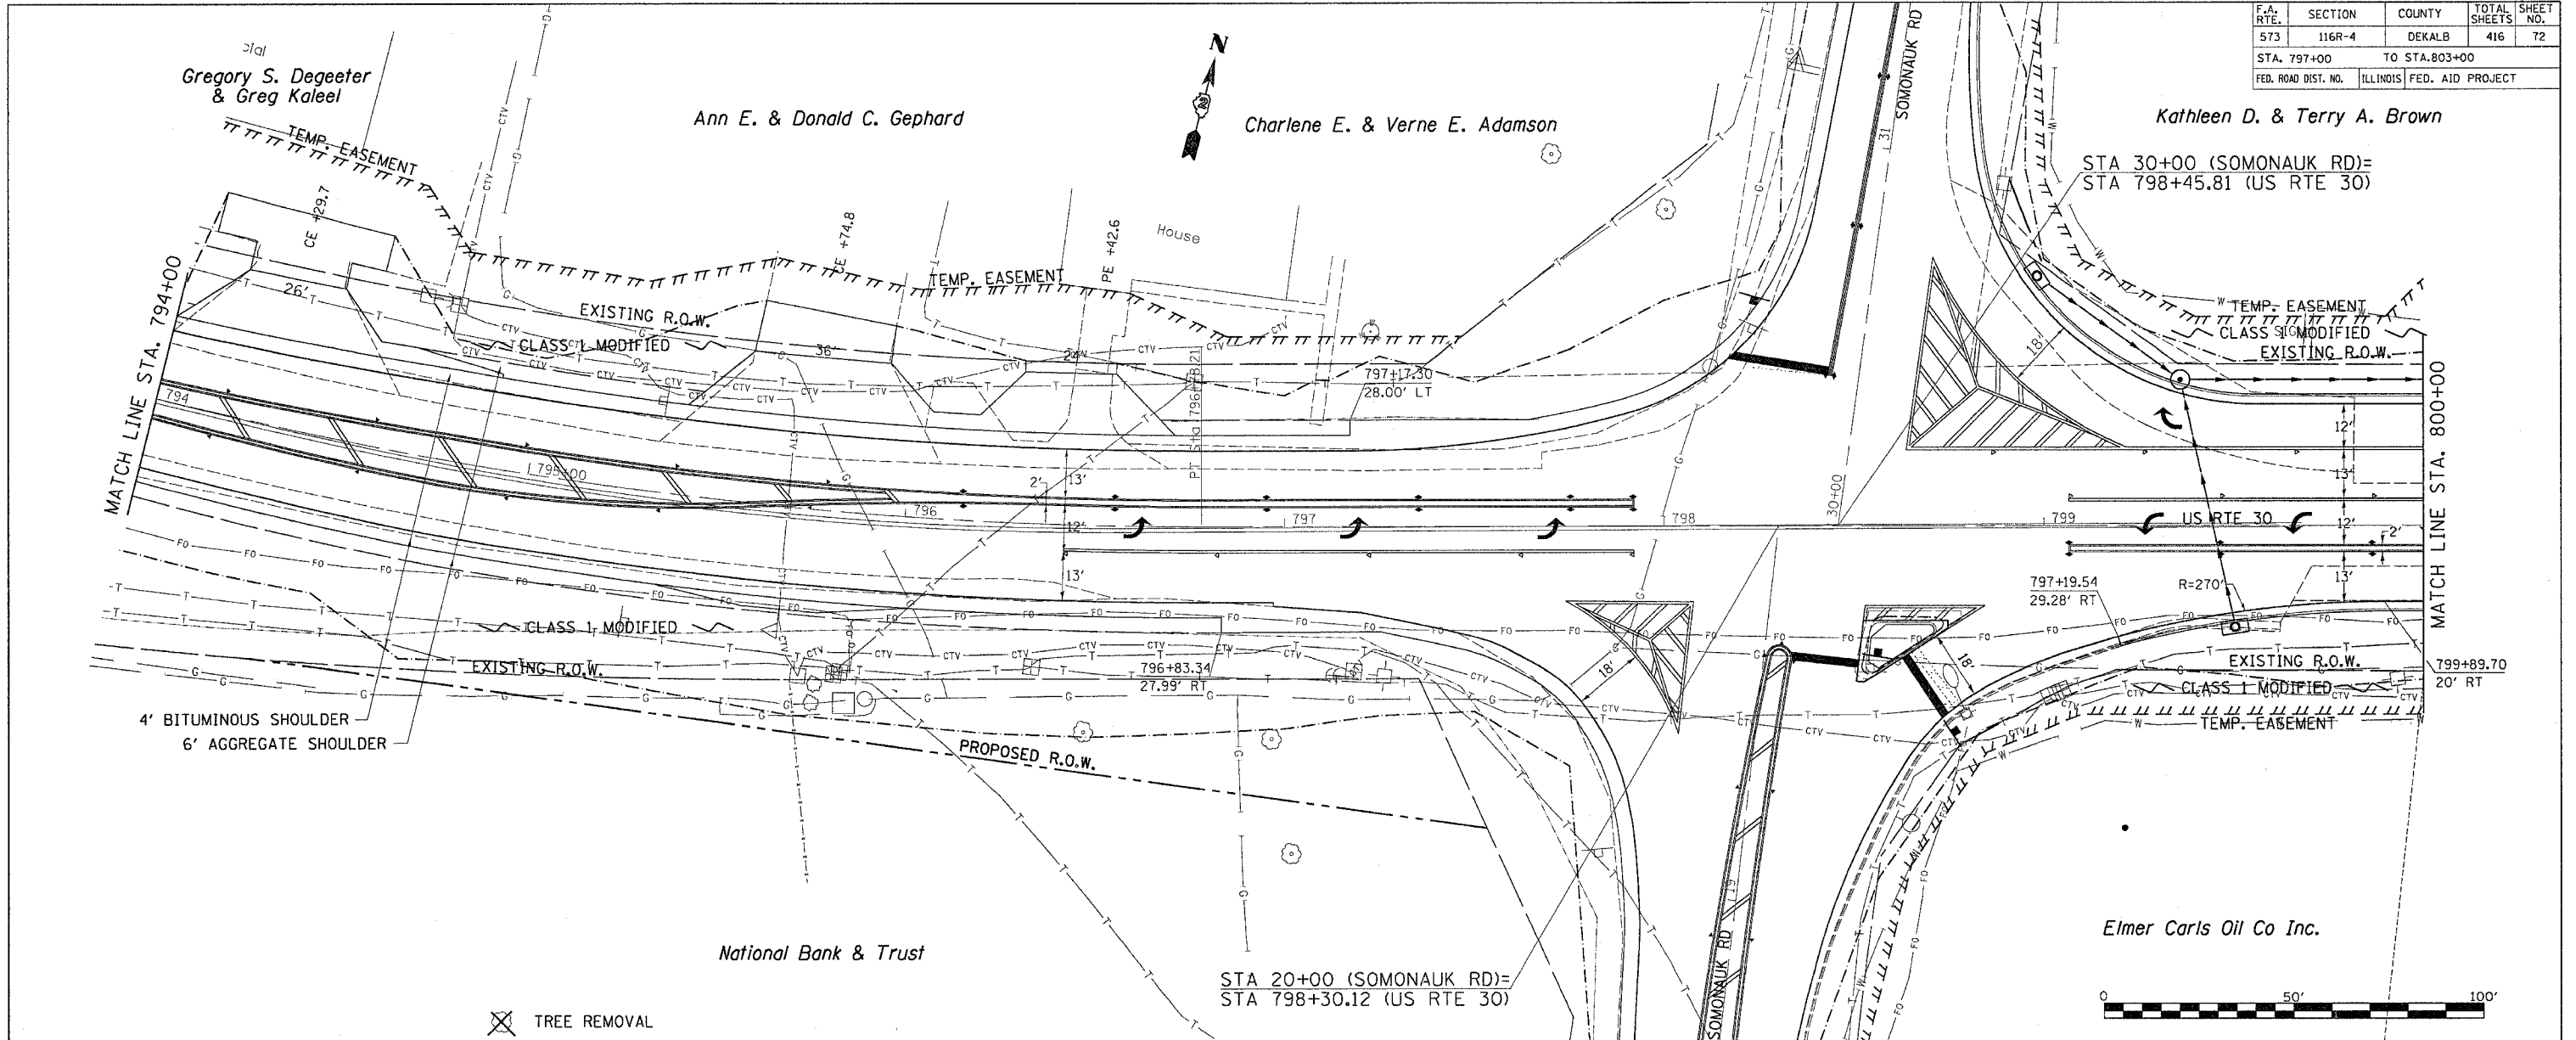 F.A. RTE. SECTION COUNTY TOTAL SHEETS SHEET NO.
573 116R-4 DEKALB 416 72
STA. 797+00 TO STA.803+00
FED. ROAD DIST. NO. ILLINOIS FED. AID PROJECT
Gregory S. Degeeter
& Greg Kaleel
TEMP. EASEMENT
Ann E. & Donald C. Gephard
N
Charlene E. & Verne E. Adamson
SOMONAUK RD
31
Kathleen D. & Terry A. Brown
STA 30+00 (SOMONAUK RD)=
STA 798+45.81 (US RTE 30)
CE +29.7
CE +74.8
PE +42.6
House
TEMP. EASEMENT
MATCH LINE STA. 794+00
26'
EXISTING R.O.W.
CLASS 1 MODIFIED
36'
24'
797+17.30
28.00' LT
PT Sta 796+78.21
TEMP. EASEMENT
CLASS 1 MODIFIED
EXISTING R.O.W.
18'
12'
13'
12'
2'
13'
MATCH LINE STA. 800+00
794
795+00
796
797
798
799
30+00
US RTE 30
2'
13'
12'
13'
797+19.54
29.28' RT
R=270'
CLASS 1 MODIFIED
EXISTING R.O.W.
796+83.34
27.99' RT
18'
18'
EXISTING R.O.W.
CLASS 1 MODIFIED
799+89.70
20' RT
TEMP. EASEMENT
4' BITUMINOUS SHOULDER
6' AGGREGATE SHOULDER
PROPOSED R.O.W.
19
SOMONAUK RD
National Bank & Trust
STA 20+00 (SOMONAUK RD)=
STA 798+30.12 (US RTE 30)
Elmer Carls Oil Co Inc.
0 50' 100'
TREE REMOVAL